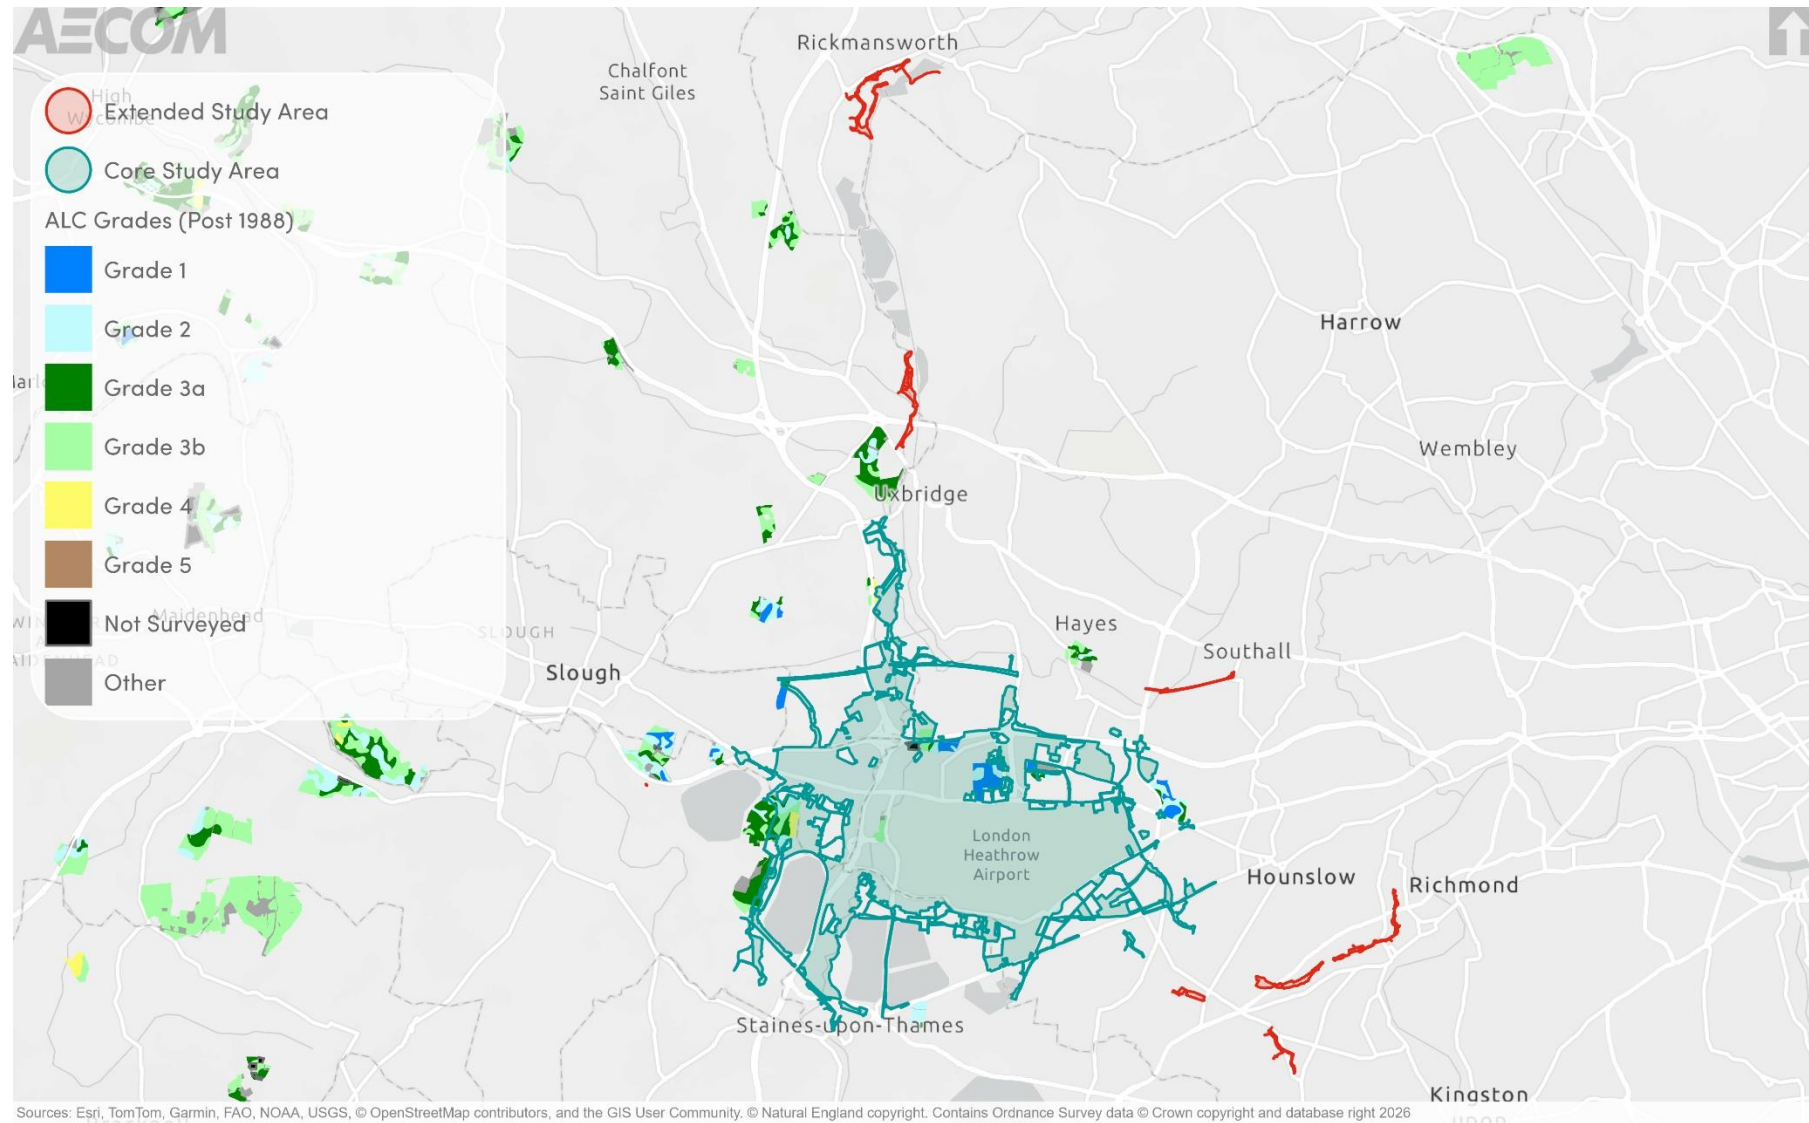 AECOM
Rickmansworth
Chalfont
Saint Giles
High
Wycombe
Extended Study Area
Core Study Area
ALC Grades (Post 1988)
Grade 1
Grade 2
Grade 3a
Grade 3b
Grade 4
Grade 5
Not Surveyed
Other
Maidenhead
SLOUGH
Slough
Harrow
Wembley
Uxbridge
Hayes
Southall
London
Heathrow
Airport
Hounslow
Richmond
Staines-upon-Thames
Kingston
Sources: Esri, TomTom, Garmin, FAO, NOAA, USGS, © OpenStreetMap contributors, and the GIS User Community. © Natural England copyright. Contains Ordnance Survey data © Crown copyright and database right 2026